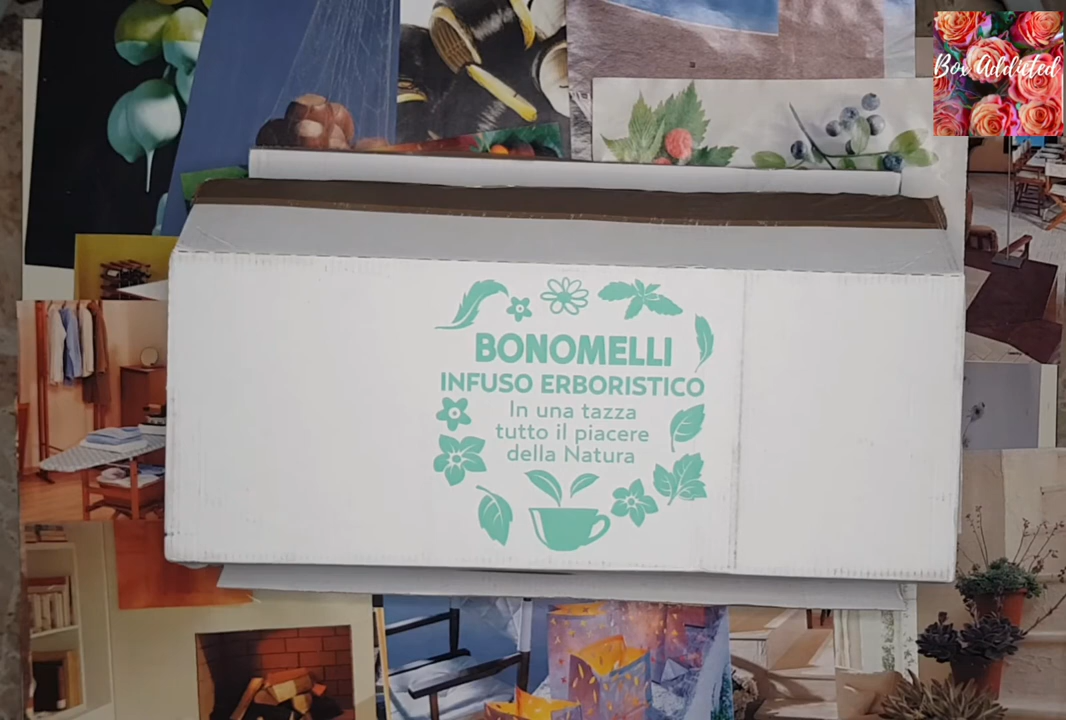 Box Addicted
BONOMELLI
INFUSO ERBORISTICO
In una tazza
tutto il piacere
della Natura